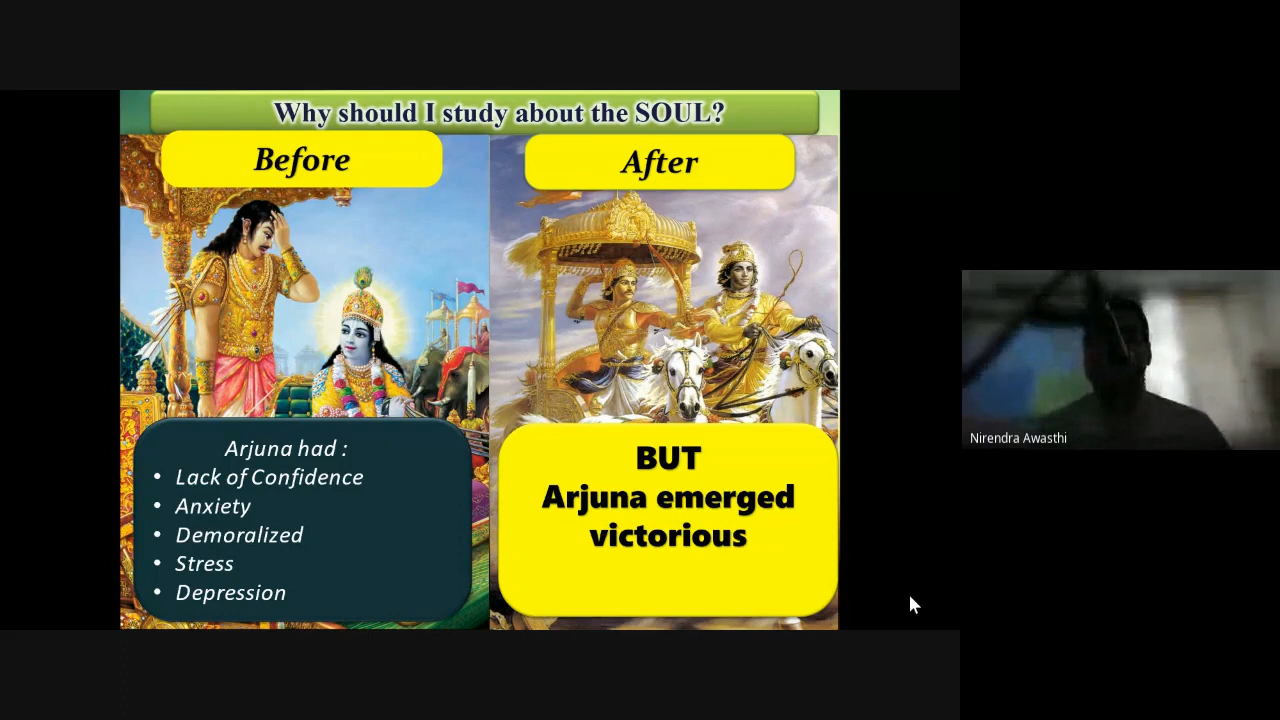 Why should I study about the SOUL?
Before
After
Arjuna had :
• Lack of Confidence
• Anxiety
• Demoralized
• Stress
• Depression
BUT
Arjuna emerged
victorious
Nirendra Awasthi